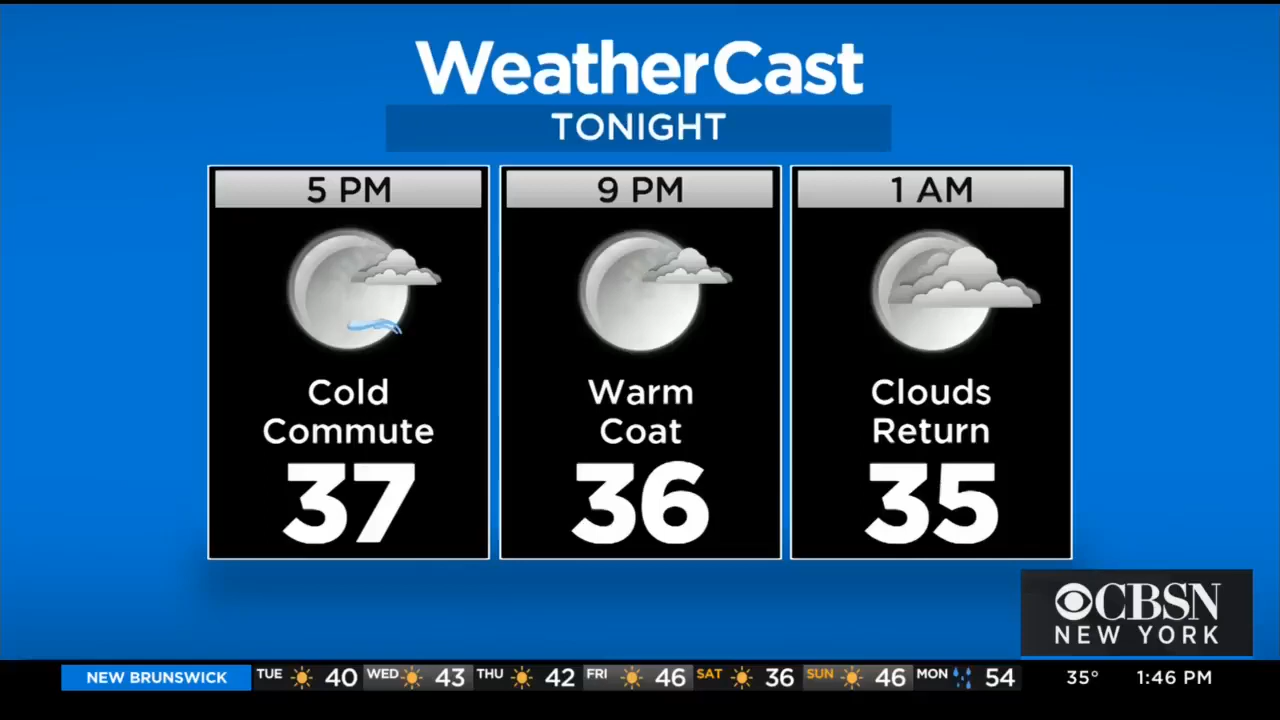 WeatherCast
TONIGHT
5 PM
Cold
Commute
37
9 PM
Warm
Coat
36
1 AM
Clouds
Return
35
CBSN
NEW YORK
NEW BRUNSWICK TUE 40 WED 43 THU 42 FRI 46 SAT 36 SUN 46 MON 54 35° 1:46 PM